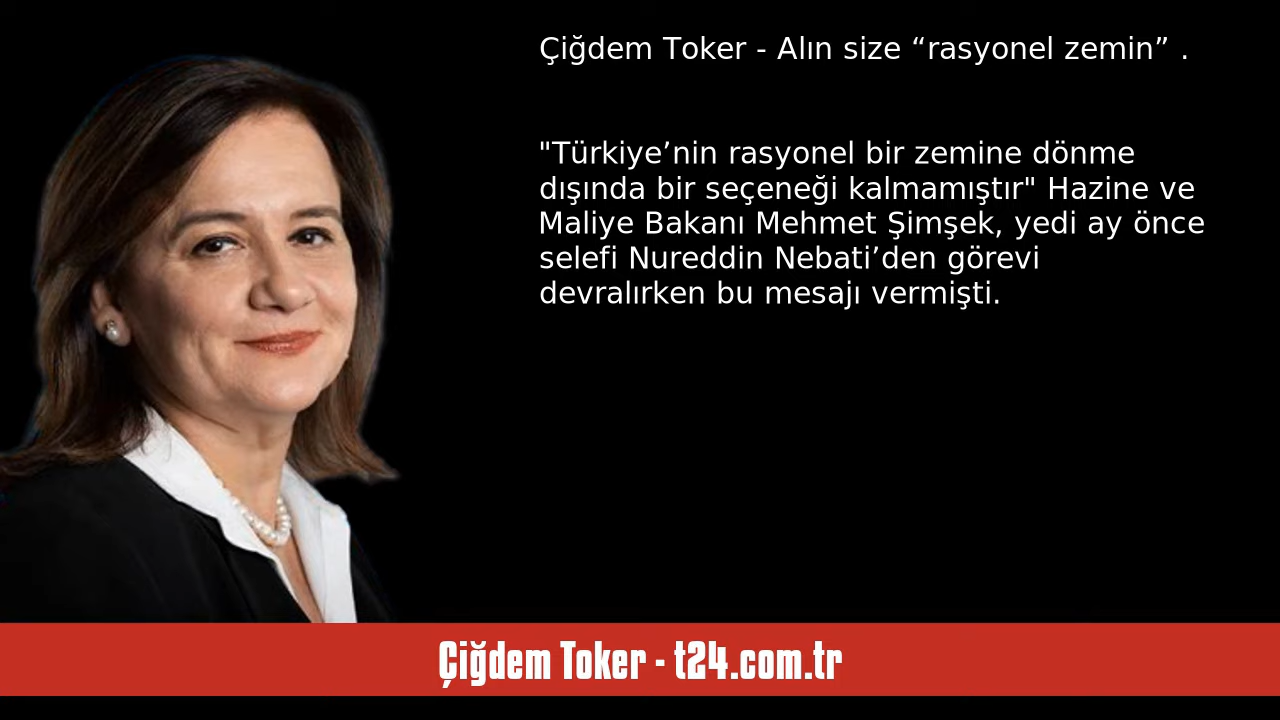 Çiğdem Toker - Alın size “rasyonel zemin” .
"Türkiye’nin rasyonel bir zemine dönme
dışında bir seçeneği kalmamıştır" Hazine ve
Maliye Bakanı Mehmet Şimşek, yedi ay önce
selefi Nureddin Nebati’den görevi
devralırken bu mesajı vermişti.
Çiğdem Toker - t24.com.tr